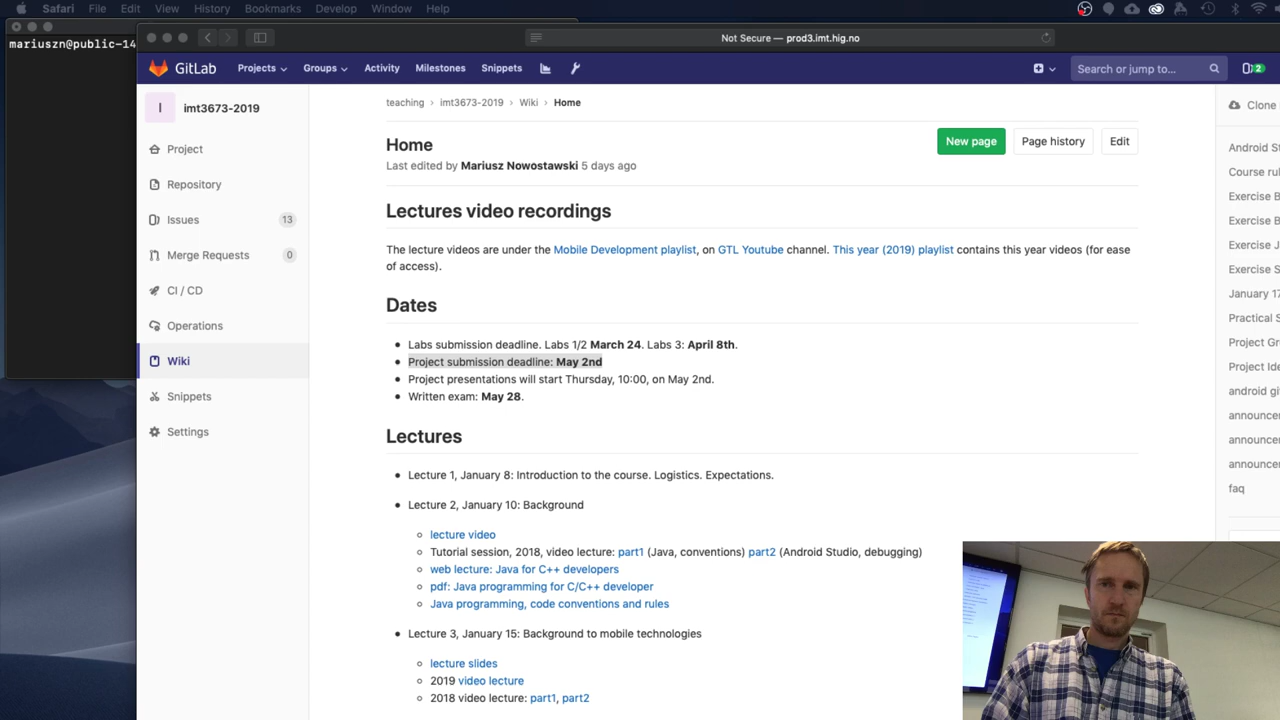 Safari File Edit View History Bookmarks Develop Window Help
mariuszn@public-14
Not Secure — prod3.imt.hig.no
GitLab Projects Groups Activity Milestones Snippets Search or jump to... 2
I imt3673-2019
Project
Repository
Issues 13
Merge Requests 0
CI / CD
Operations
Wiki
Snippets
Settings
teaching › imt3673-2019 › Wiki › Home
Home
Last edited by Mariusz Nowostawski 5 days ago
New page Page history Edit
Lectures video recordings
The lecture videos are under the Mobile Development playlist, on GTL Youtube channel. This year (2019) playlist contains this year videos (for ease
of access).
Dates
• Labs submission deadline. Labs 1/2 March 24. Labs 3: April 8th.
• Project submission deadline: May 2nd
• Project presentations will start Thursday, 10:00, on May 2nd.
• Written exam: May 28.
Lectures
• Lecture 1, January 8: Introduction to the course. Logistics. Expectations.
• Lecture 2, January 10: Background
◦ lecture video
◦ Tutorial session, 2018, video lecture: part1 (Java, conventions) part2 (Android Studio, debugging)
◦ web lecture: Java for C++ developers
◦ pdf: Java programming for C/C++ developer
◦ Java programming, code conventions and rules
• Lecture 3, January 15: Background to mobile technologies
◦ lecture slides
◦ 2019 video lecture
◦ 2018 video lecture: part1, part2
Clone
Android St
Course rul
Exercise B
Exercise B
Exercise J
Exercise S
January 17
Practical S
Project Gr
Project Ide
android gi
announcer
announcer
announcer
faq